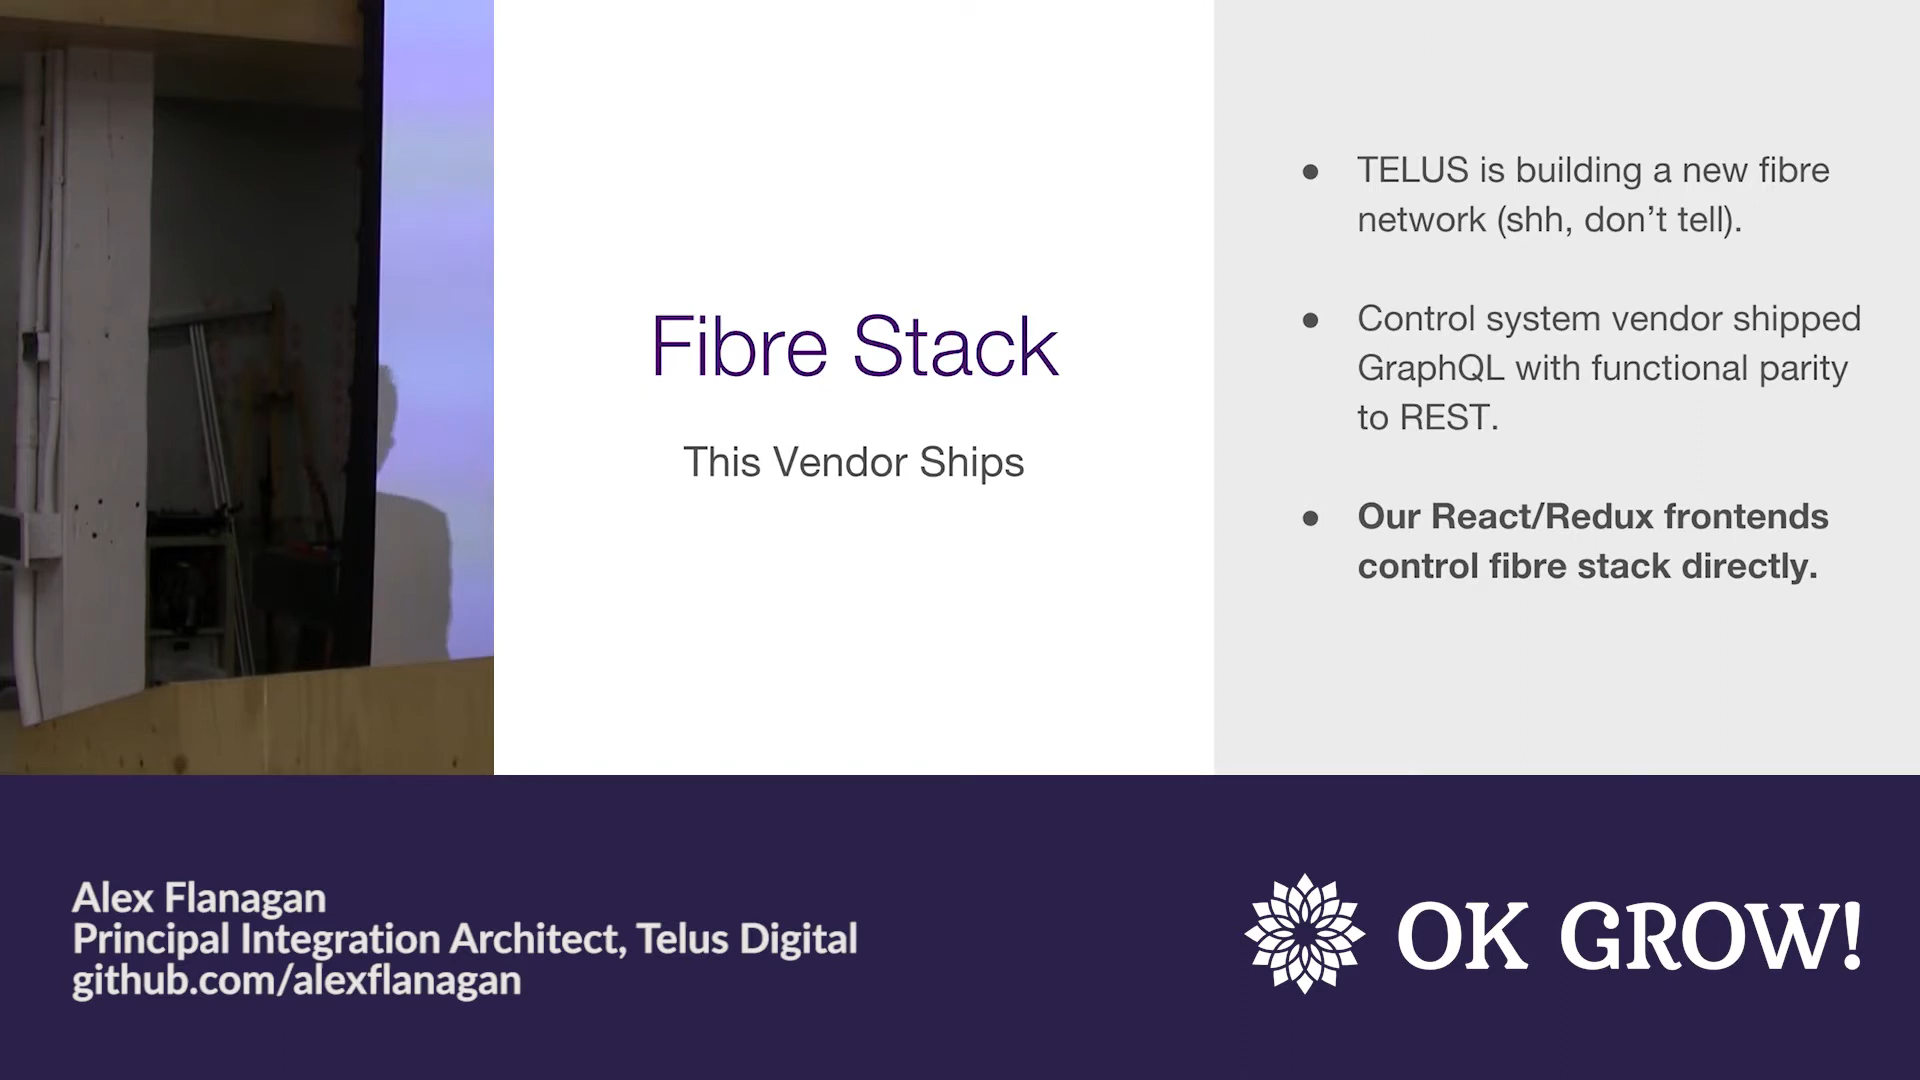 Fibre Stack
This Vendor Ships
● TELUS is building a new fibre
network (shh, don’t tell).
● Control system vendor shipped
GraphQL with functional parity
to REST.
● Our React/Redux frontends
control fibre stack directly.
Alex Flanagan
Principal Integration Architect, Telus Digital
github.com/alexflanagan
OK GROW!